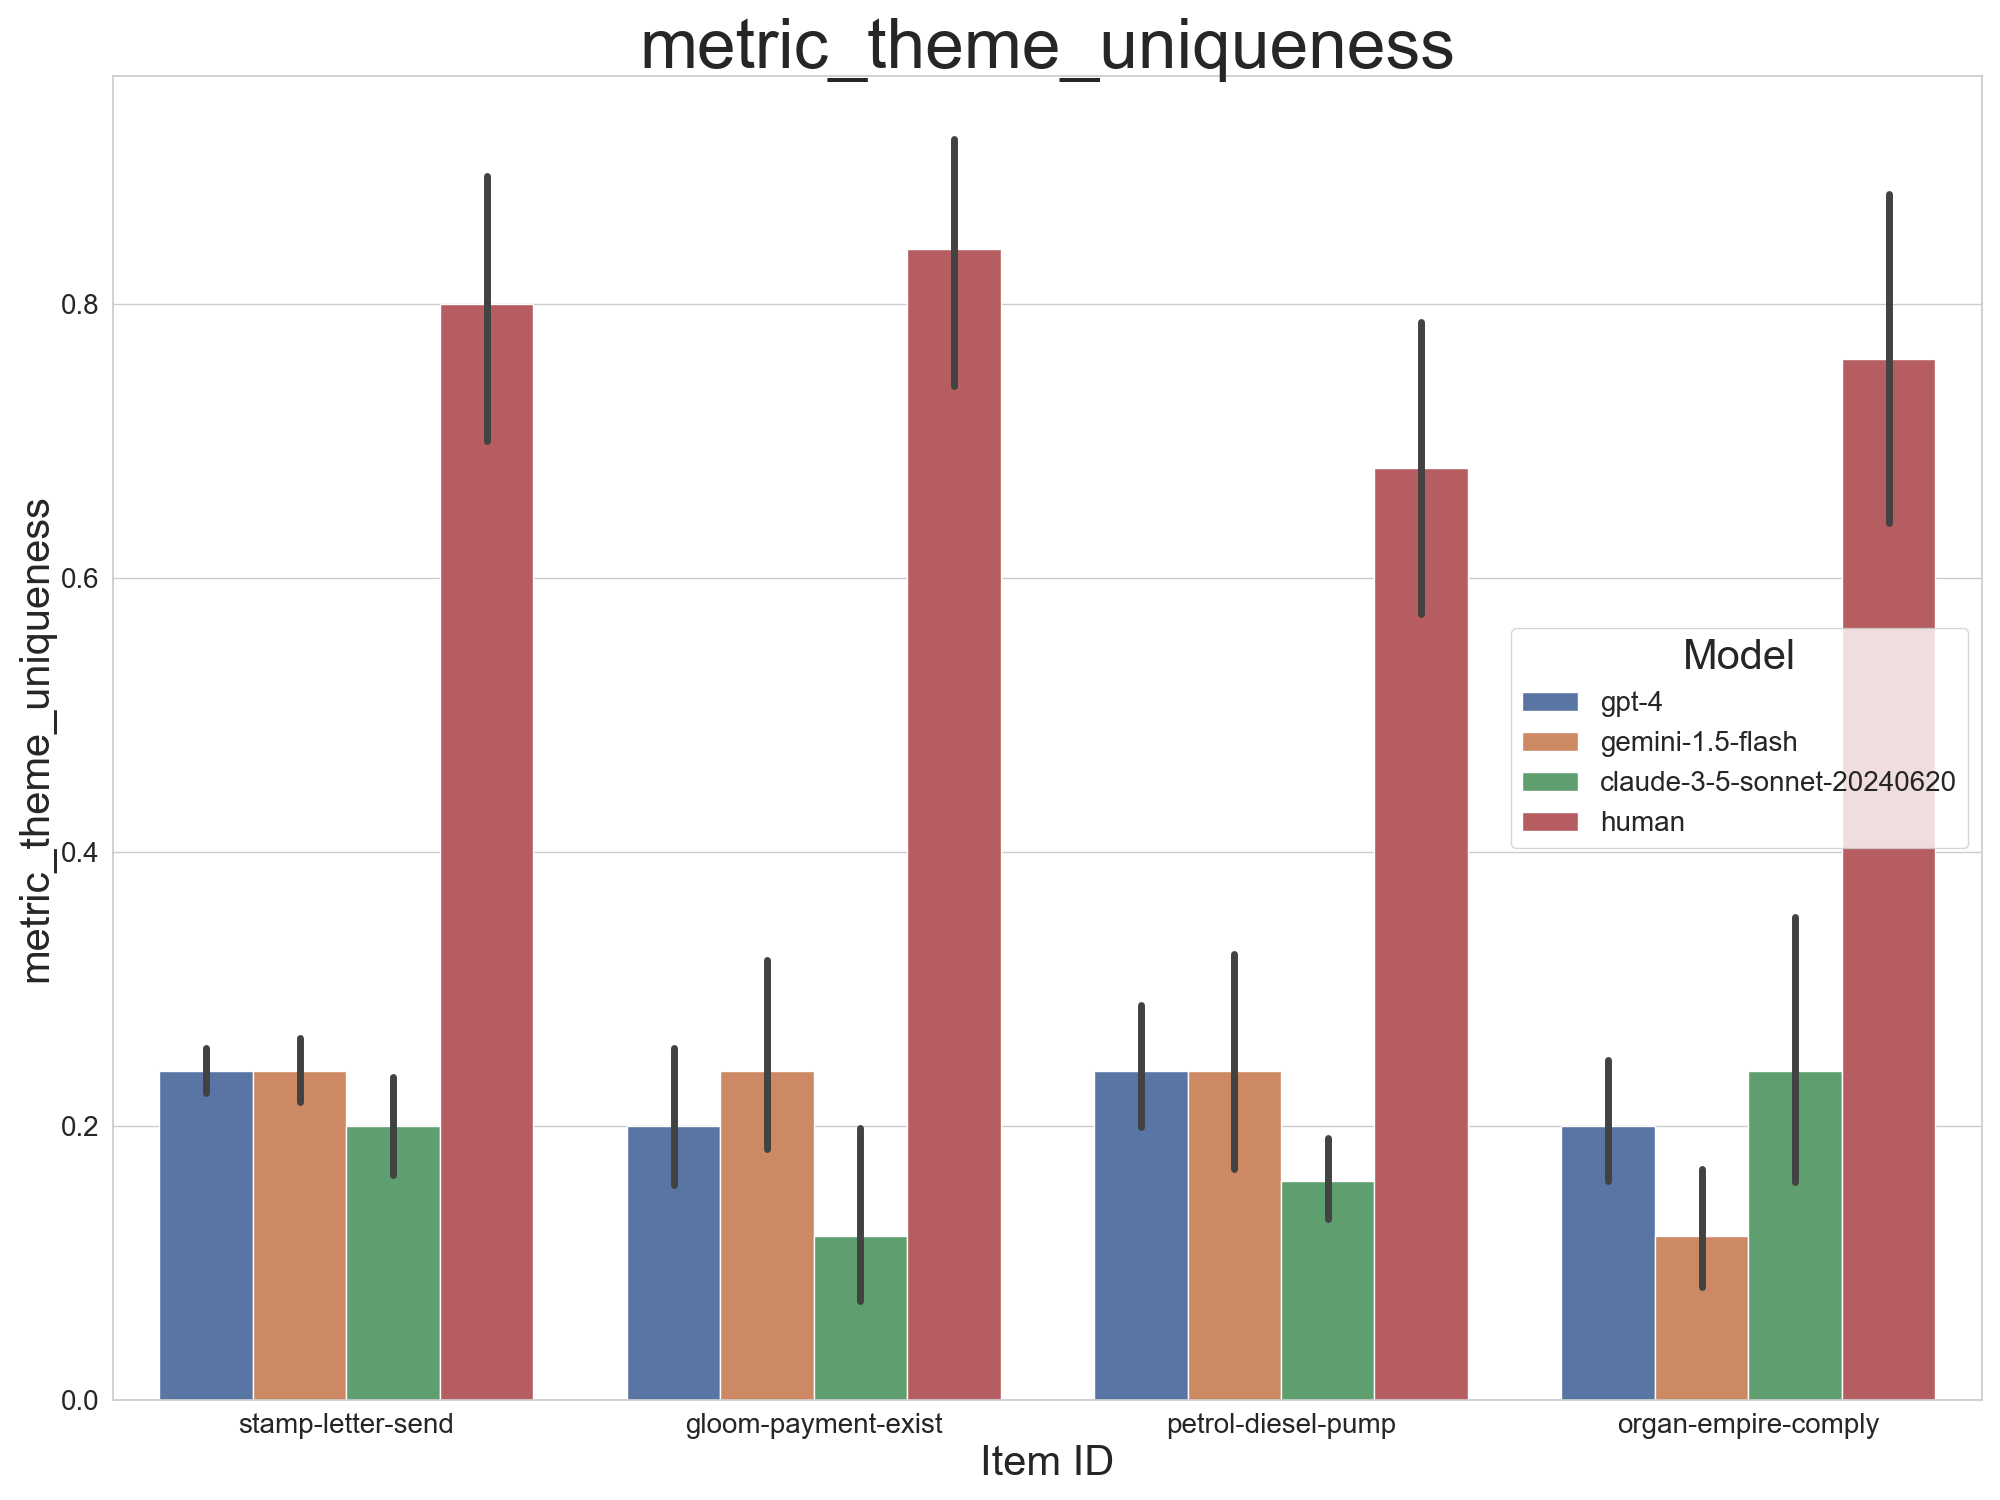 metric_theme_uniqueness
metric_theme_uniqueness
0.8
0.6
0.4
0.2
0.0
Model
gpt-4
gemini-1.5-flash
claude-3-5-sonnet-20240620
human
stamp-letter-send
gloom-payment-exist
petrol-diesel-pump
organ-empire-comply
Item ID